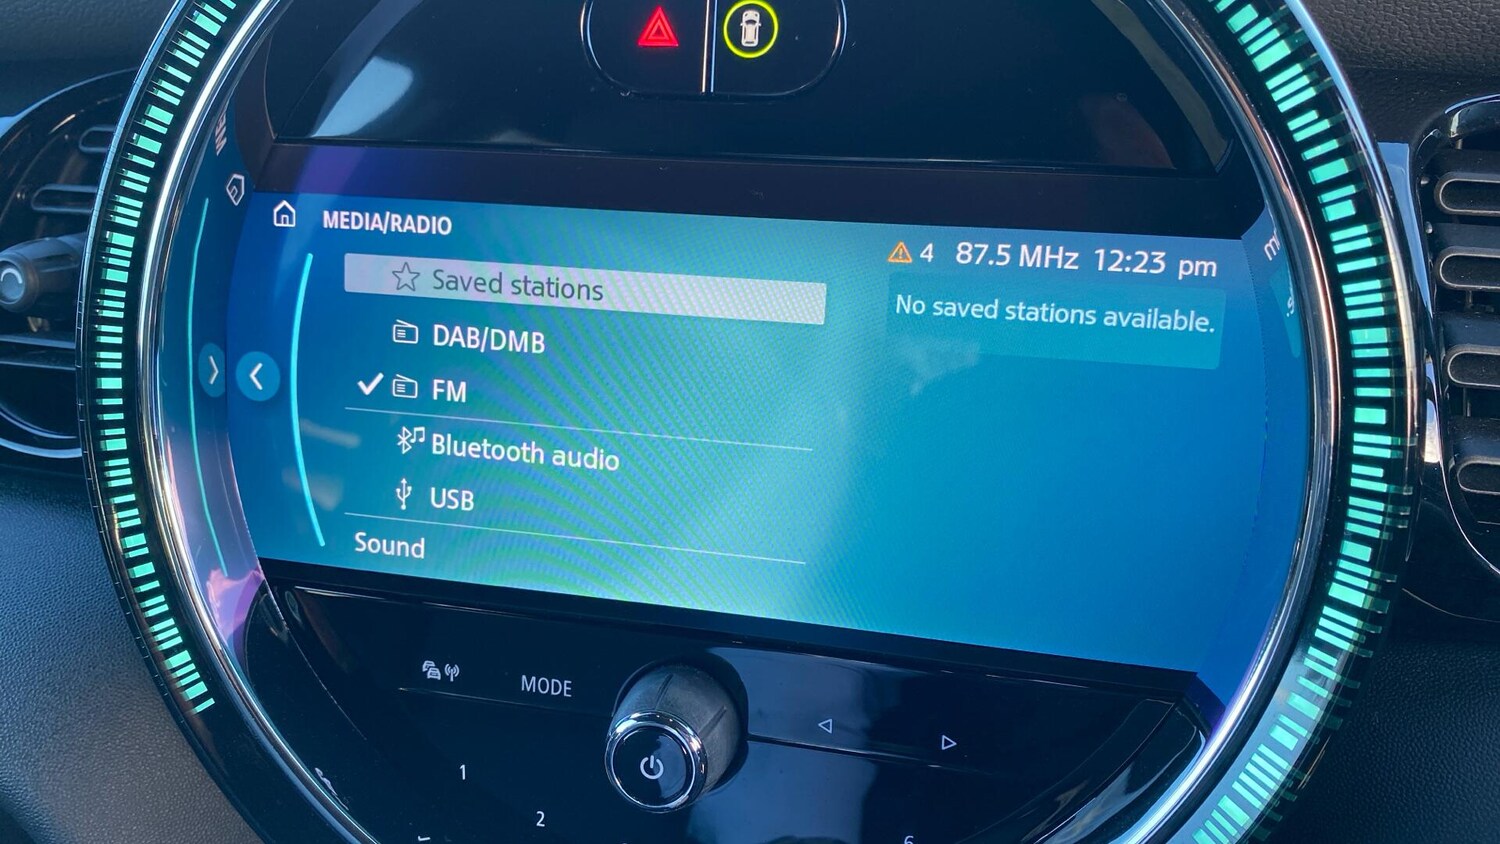 MEDIA/RADIO
4 87.5 MHz 12:23 pm
Saved stations
No saved stations available.
DAB/DMB
FM
Bluetooth audio
USB
Sound
MODE
1
2
6